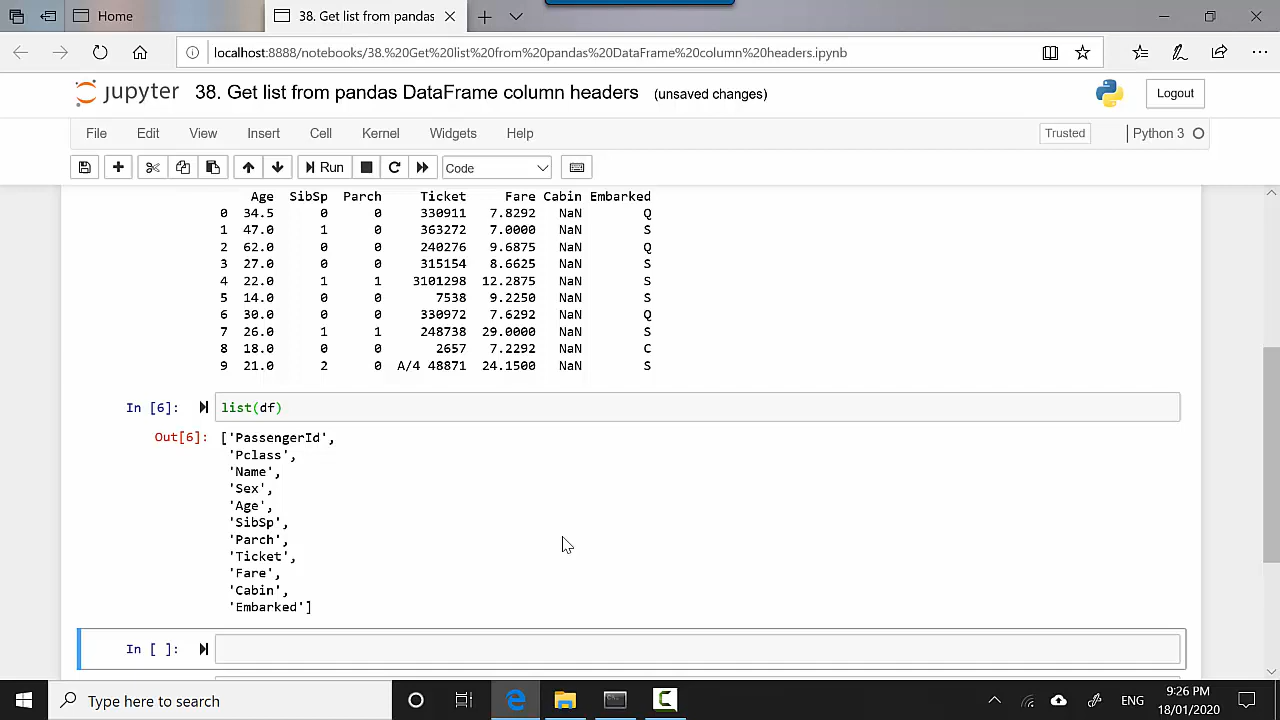 Home
38. Get list from pandas
localhost:8888/notebooks/38.%20Get%20list%20from%20pandas%20DataFrame%20column%20headers.ipynb
jupyter 38. Get list from pandas DataFrame column headers (unsaved changes)
Logout
File Edit View Insert Cell Kernel Widgets Help
Trusted
Python 3
Run
Code
Age SibSp Parch Ticket Fare Cabin Embarked
0 34.5 0 0 330911 7.8292 NaN Q
1 47.0 1 0 363272 7.0000 NaN S
2 62.0 0 0 240276 9.6875 NaN Q
3 27.0 0 0 315154 8.6625 NaN S
4 22.0 1 1 3101298 12.2875 NaN S
5 14.0 0 0 7538 9.2250 NaN S
6 30.0 0 0 330972 7.6292 NaN Q
7 26.0 1 1 248738 29.0000 NaN S
8 18.0 0 0 2657 7.2292 NaN C
9 21.0 2 0 A/4 48871 24.1500 NaN S
In [6]: list(df)
Out[6]: ['PassengerId',
'Pclass',
'Name',
'Sex',
'Age',
'SibSp',
'Parch',
'Ticket',
'Fare',
'Cabin',
'Embarked']
In [ ]:
Type here to search
ENG
9:26 PM
18/01/2020